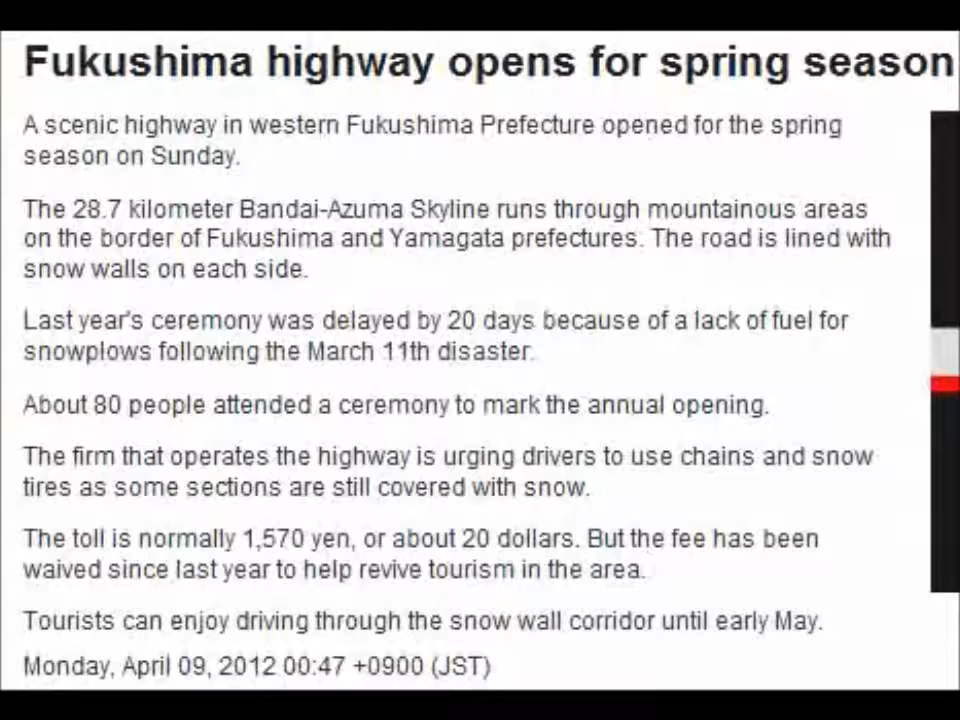 Fukushima highway opens for spring season
A scenic highway in western Fukushima Prefecture opened for the spring
season on Sunday.
The 28.7 kilometer Bandai-Azuma Skyline runs through mountainous areas
on the border of Fukushima and Yamagata prefectures. The road is lined with
snow walls on each side.
Last year's ceremony was delayed by 20 days because of a lack of fuel for
snowplows following the March 11th disaster.
About 80 people attended a ceremony to mark the annual opening.
The firm that operates the highway is urging drivers to use chains and snow
tires as some sections are still covered with snow.
The toll is normally 1,570 yen, or about 20 dollars. But the fee has been
waived since last year to help revive tourism in the area.
Tourists can enjoy driving through the snow wall corridor until early May.
Monday, April 09, 2012 00:47 +0900 (JST)